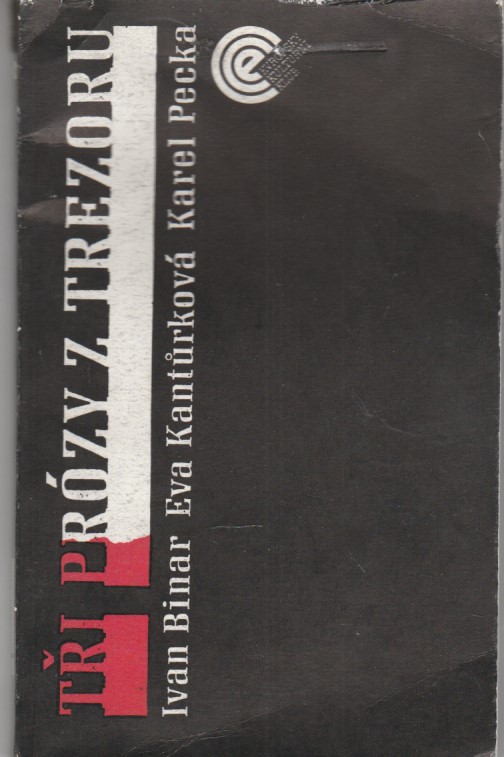 TŘI PRÓZY Z TREZORU
Ivan Binar Eva Kantůrková Karel Pecka